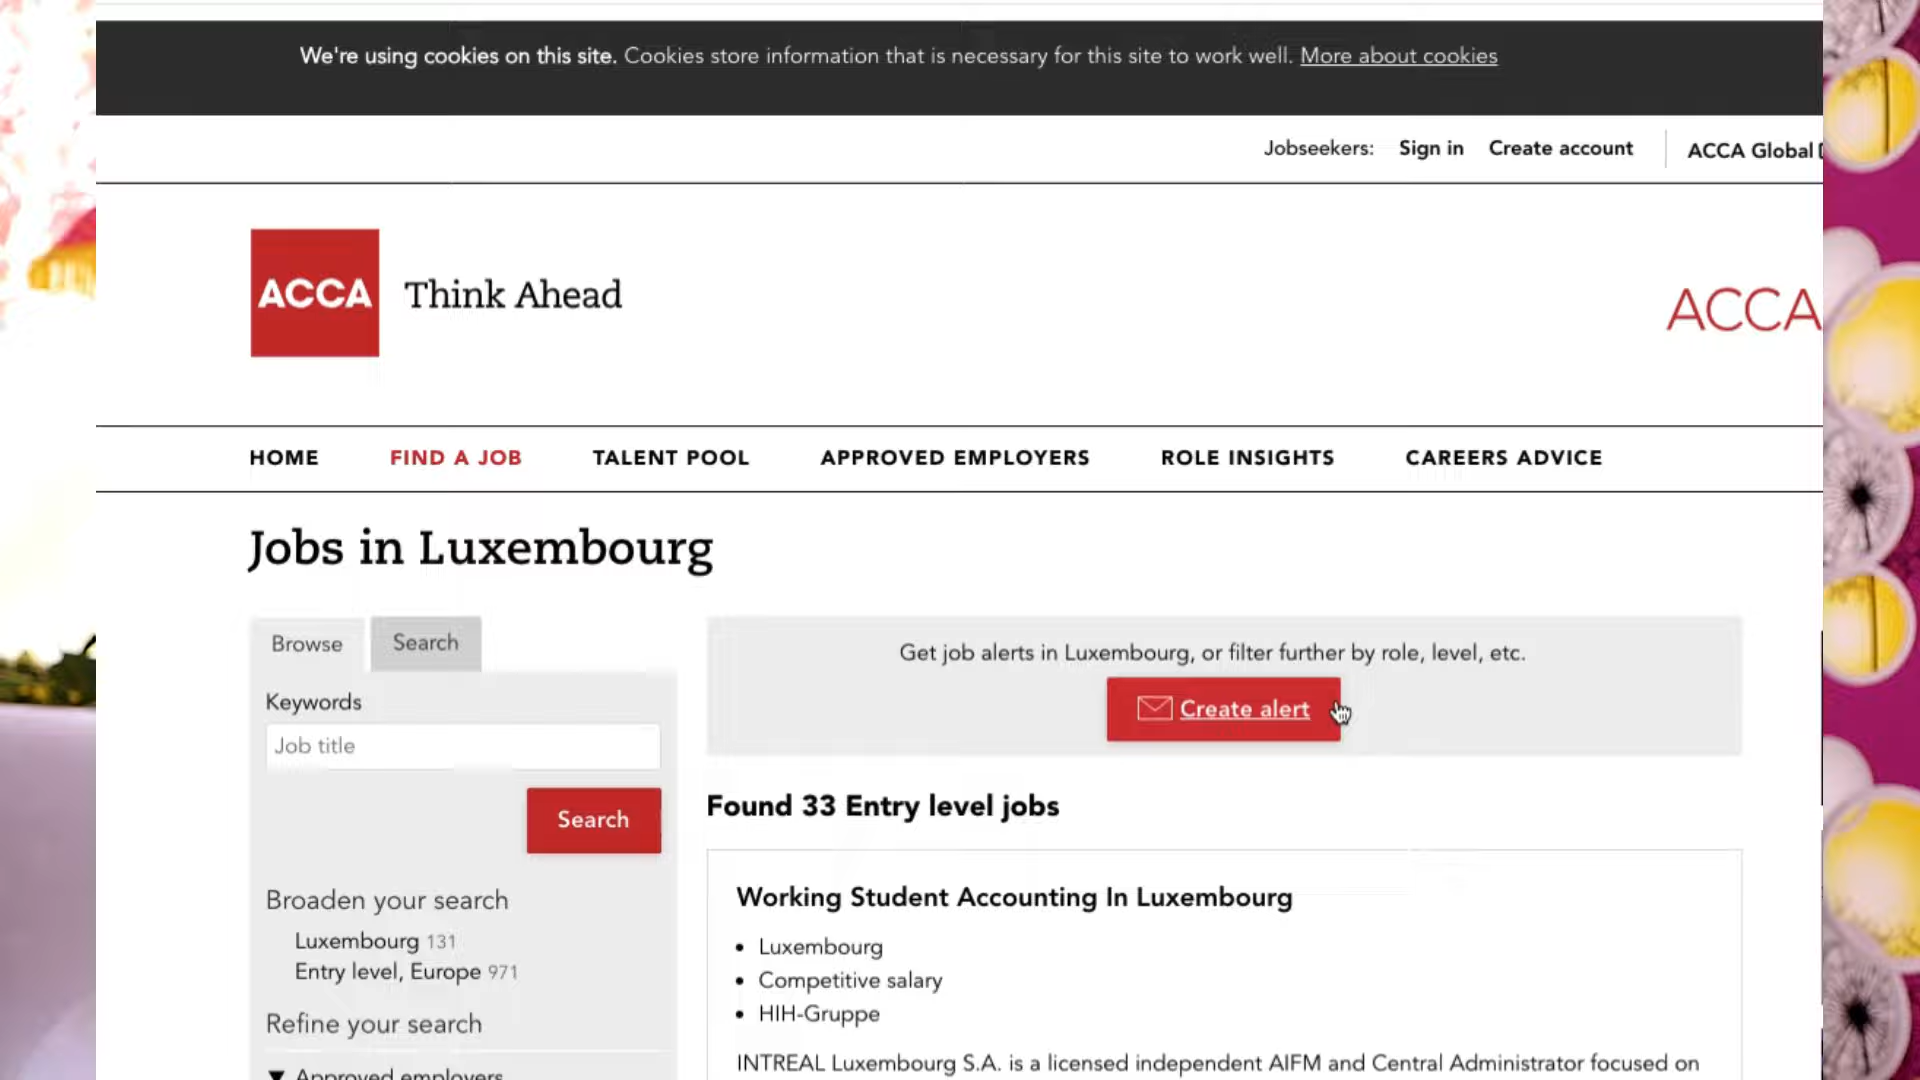 We're using cookies on this site. Cookies store information that is necessary for this site to work well. More about cookies
Jobseekers: Sign in Create account ACCA Global
ACCA Think Ahead
ACCA
HOME FIND A JOB TALENT POOL APPROVED EMPLOYERS ROLE INSIGHTS CAREERS ADVICE
Jobs in Luxembourg
Browse Search
Keywords
Job title
Search
Broaden your search
Luxembourg 131
Entry level, Europe 971
Refine your search
Approved employers
Get job alerts in Luxembourg, or filter further by role, level, etc.
Create alert
Found 33 Entry level jobs
Working Student Accounting In Luxembourg
• Luxembourg
• Competitive salary
• HIH-Gruppe
INTREAL Luxembourg S.A. is a licensed independent AIFM and Central Administrator focused on